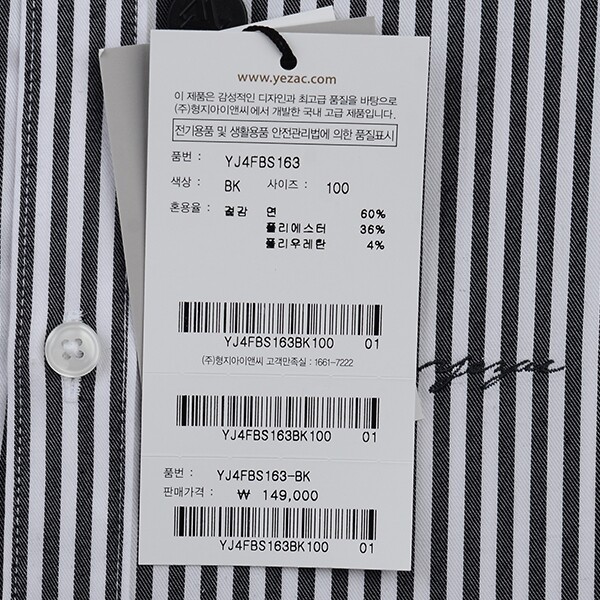 www.yezac.com
이 제품은 감성적인 디자인과 최고급 품질을 바탕으로
(주)형지아이앤씨에서 개발한 국내 고급 제품입니다.
전기용품 및 생활용품 안전관리법에 의한 품질표시
품번 : YJ4FBS163
색상 : BK 사이즈 : 100
혼용율 : 겉감 면 60%
폴리에스터 36%
폴리우레탄 4%
YJ4FBS163BK100 01
(주)형지아이앤씨 고객만족실 : 1661-7222
YJ4FBS163BK100 01
품번 : YJ4FBS163-BK
판매가격 : ₩ 149,000
YJ4FBS163BK100 01
yezac